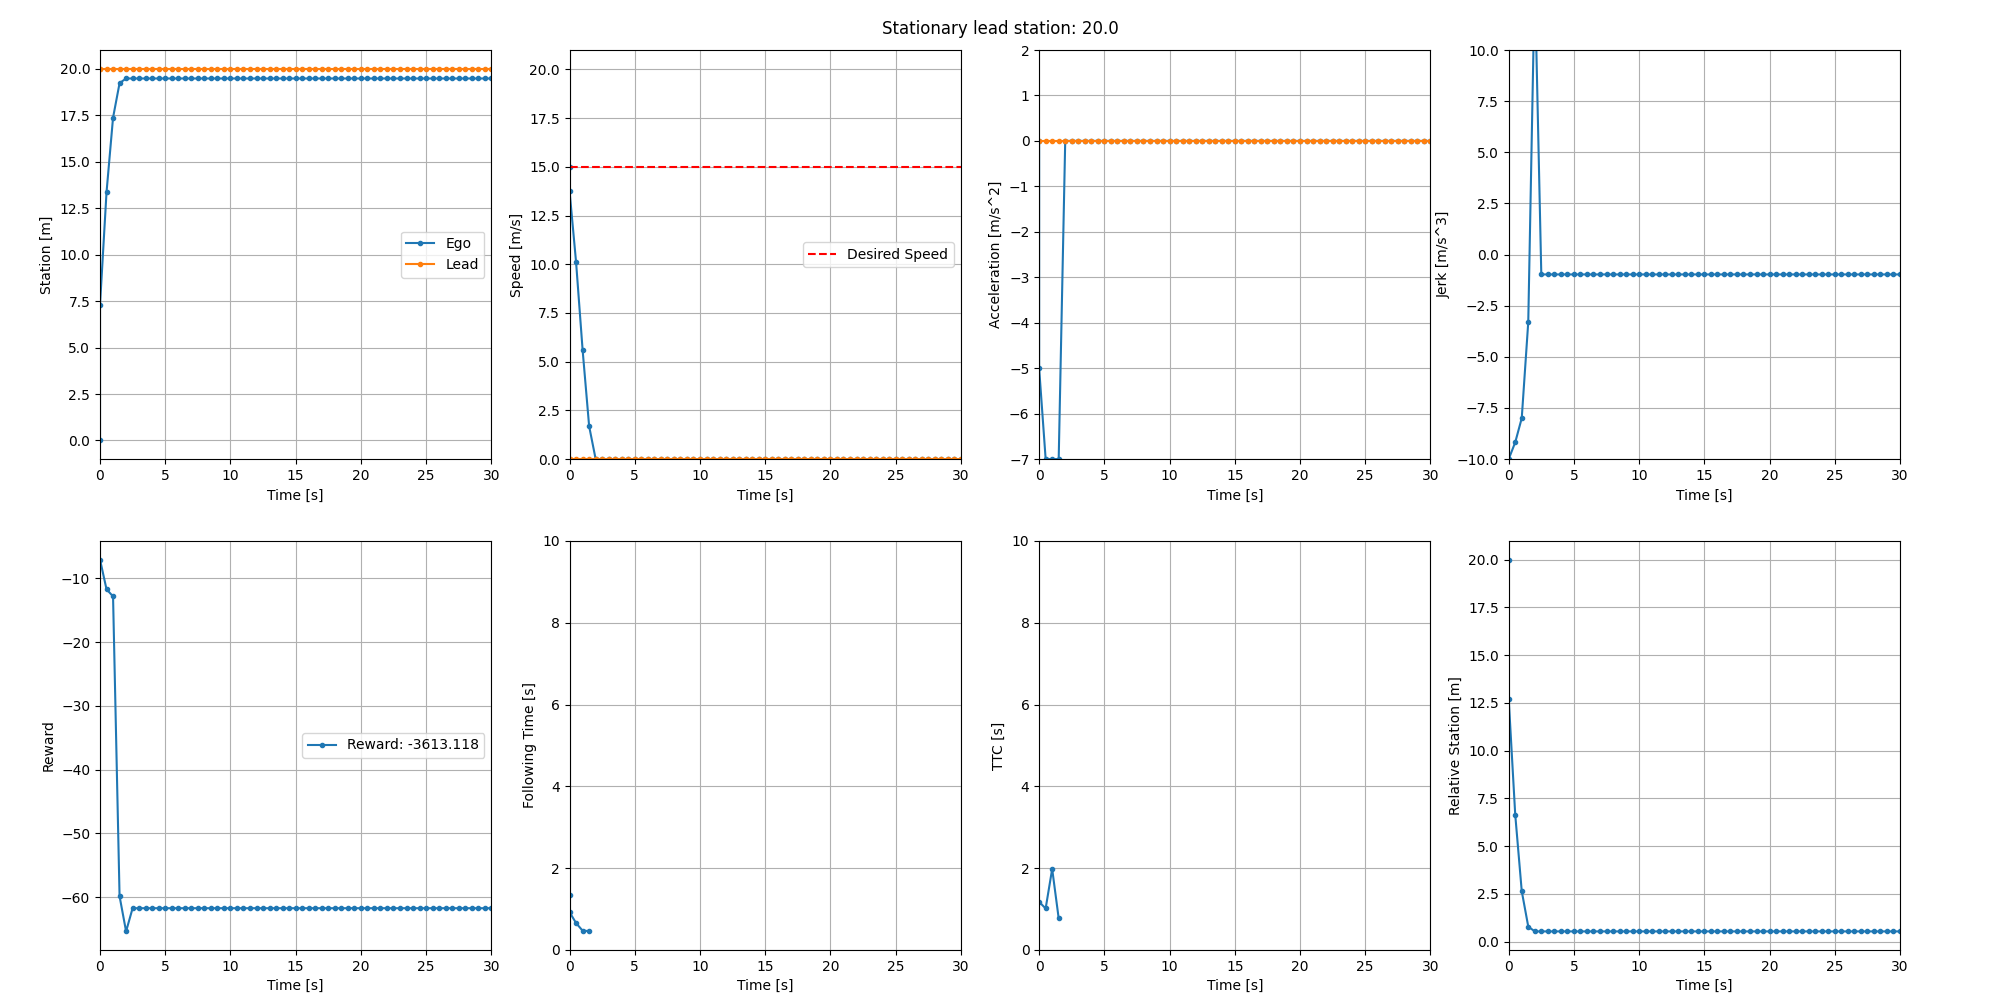 Stationary lead station: 20.0
20.0
17.5
15.0
12.5
10.0
7.5
5.0
2.5
0.0
Station [m]
Ego
Lead
0 5 10 15 20 25 30
Time [s]
20.0
17.5
15.0
12.5
10.0
7.5
5.0
2.5
0.0
Speed [m/s]
Desired Speed
0 5 10 15 20 25 30
Time [s]
2
1
0
−1
−2
−3
−4
−5
−6
−7
Acceleration [m/s^2]
0 5 10 15 20 25 30
Time [s]
10.0
7.5
5.0
2.5
0.0
−2.5
−5.0
−7.5
−10.0
Jerk [m/s^3]
0 5 10 15 20 25 30
Time [s]
−10
−20
−30
−40
−50
−60
Reward
Reward: -3613.118
0 5 10 15 20 25 30
Time [s]
10
8
6
4
2
0
Following Time [s]
0 5 10 15 20 25 30
Time [s]
10
8
6
4
2
0
TTC [s]
0 5 10 15 20 25 30
Time [s]
20.0
17.5
15.0
12.5
10.0
7.5
5.0
2.5
0.0
Relative Station [m]
0 5 10 15 20 25 30
Time [s]